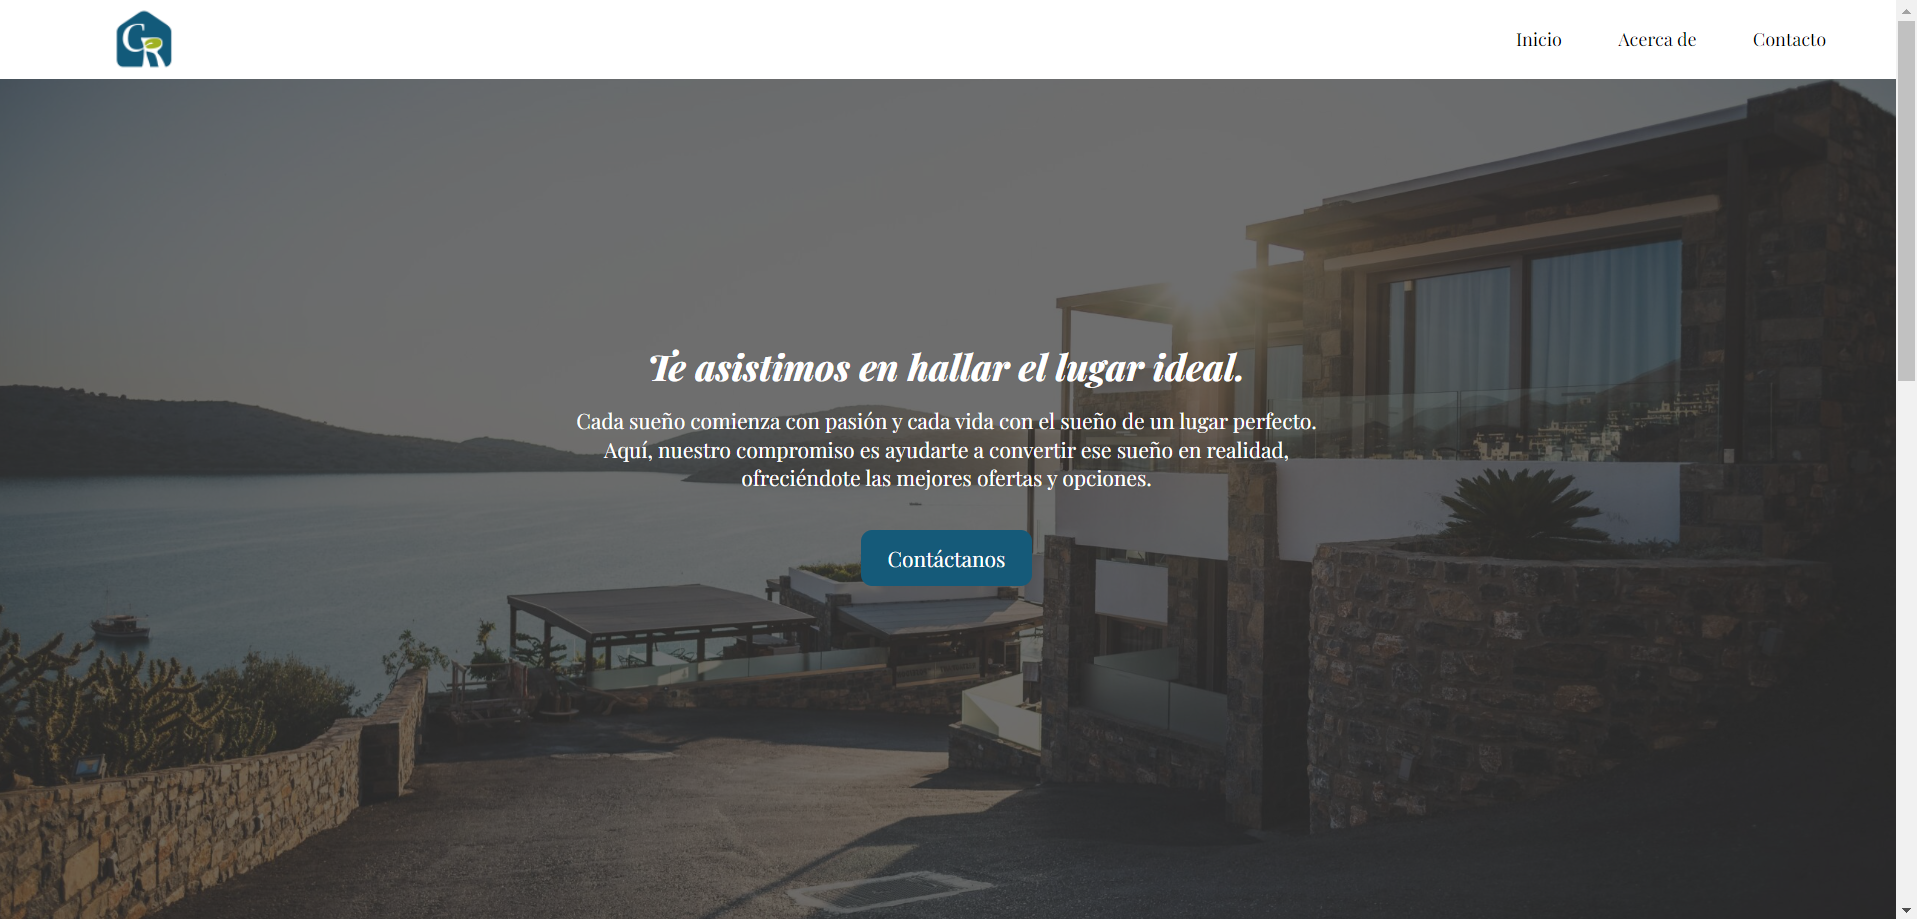 CR
Inicio Acerca de Contacto
Te asistimos en hallar el lugar ideal.
Cada sueño comienza con pasión y cada vida con el sueño de un lugar perfecto.
Aquí, nuestro compromiso es ayudarte a convertir ese sueño en realidad,
ofreciéndote las mejores ofertas y opciones.
Contáctanos